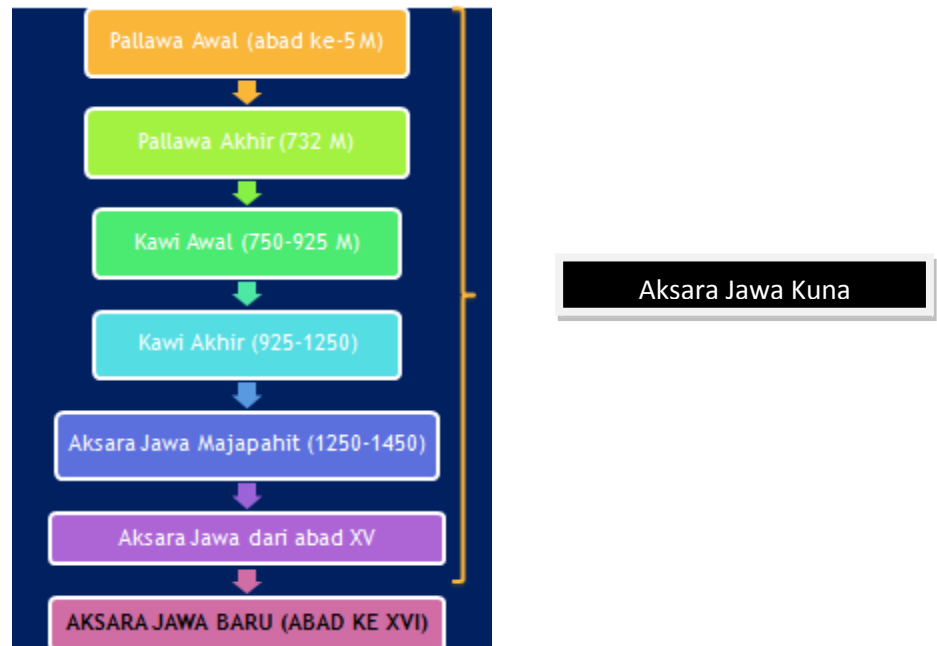 Pallawa Awal (abad ke-5 M)
Pallawa Akhir (732 M)
Kawi Awal (750-925 M)
Kawi Akhir (925-1250)
Aksara Jawa Majapahit (1250-1450)
Aksara Jawa dari abad XV
AKSARA JAWA BARU (ABAD KE XVI)
Aksara Jawa Kuna